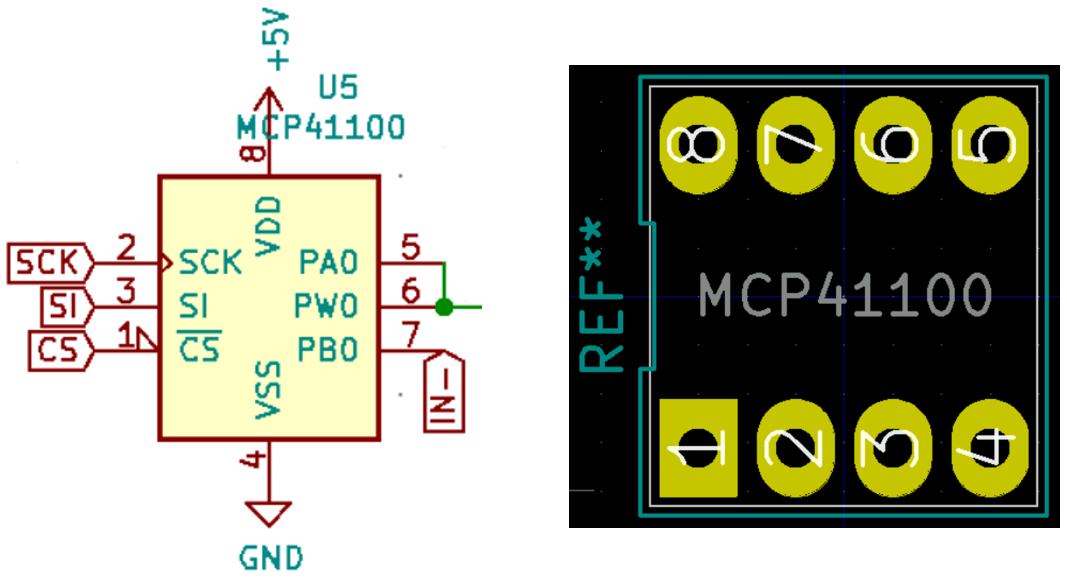 +5V
U5
MCP41100
8
VDD
SCK 2 SCK PA0 5
SI 3 SI PW0 6
CS 1 CS PB0 7
IN-
VSS
4
GND
8 7 6 5
REF**
MCP41100
1 2 3 4